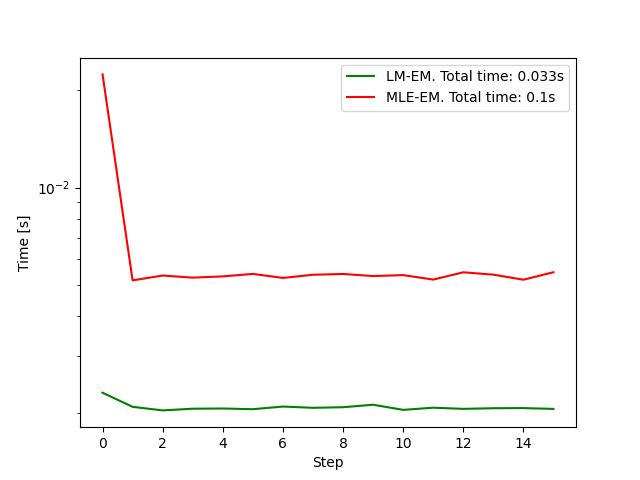 LM-EM. Total time: 0.033s
MLE-EM. Total time: 0.1s
10⁻²
Time [s]
0 2 4 6 8 10 12 14
Step